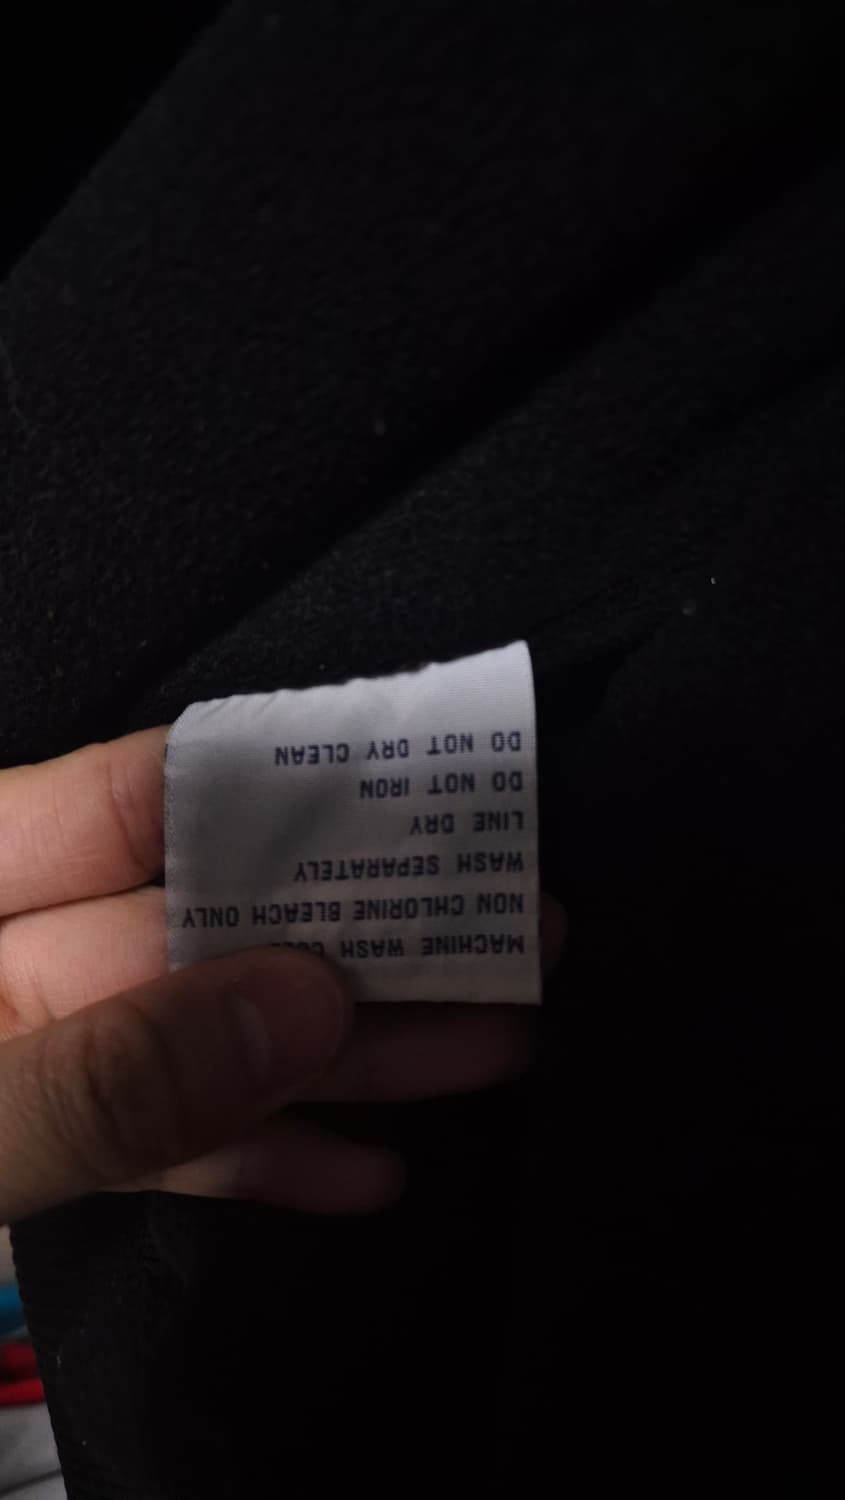 MACHINE WASH
NON CHLORINE BLEACH ONLY
WASH SEPARATELY
LINE DRY
DO NOT IRON
DO NOT DRY CLEAN